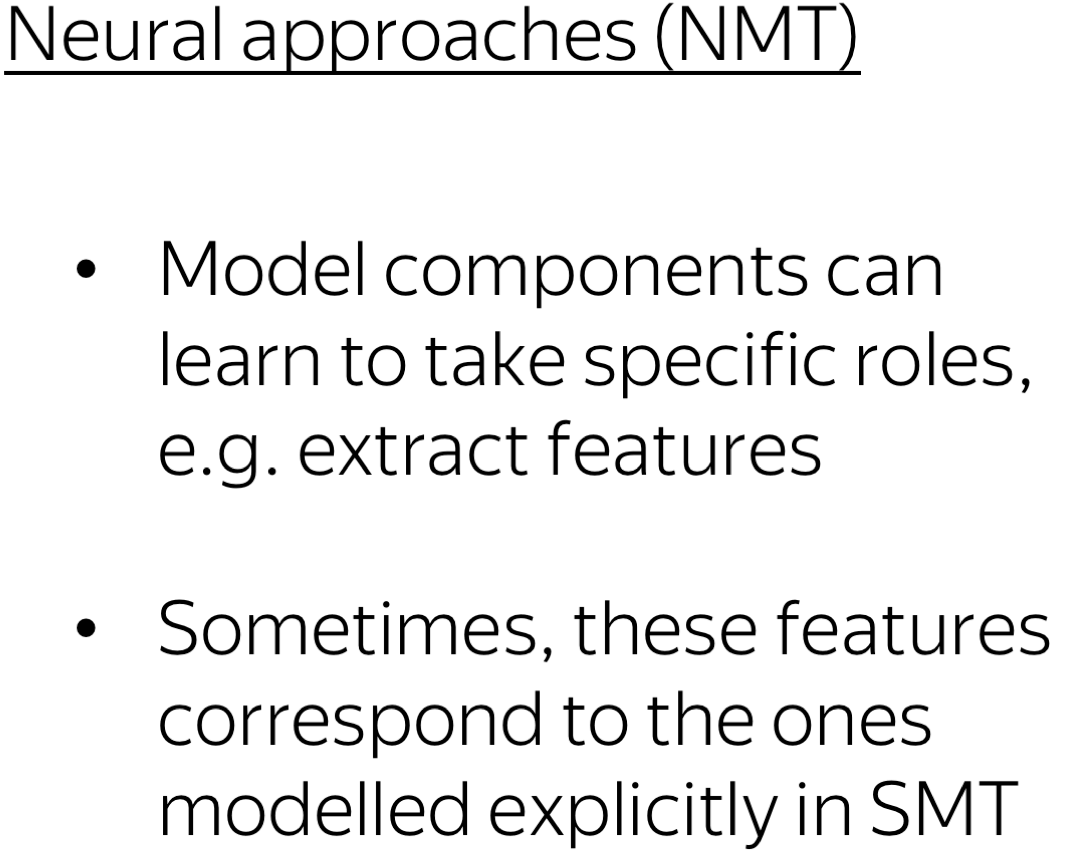 Neural approaches (NMT)
• Model components can
learn to take specific roles,
e.g. extract features
• Sometimes, these features
correspond to the ones
modelled explicitly in SMT